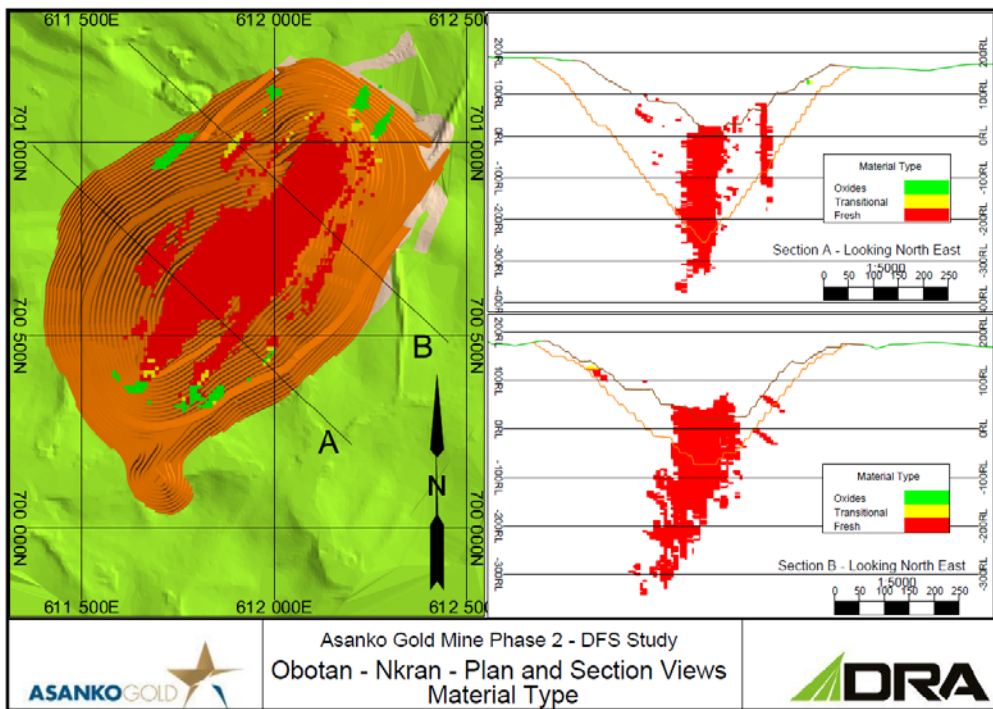 611 500E
612 000E
612 500E
701 000N
700 500N
700 000N
701 000N
700 500N
700 000N
A
B
N
611 500E
612 000E
612 500E
200RL
100RL
0RL
-100RL
-200RL
-300RL
-400RL
200RL
100RL
0RL
-100RL
-200RL
-300RL
Material Type
Oxides
Transitional
Fresh
Section A - Looking North East
1:5000
0 50 100 150 200 250
200RL
100RL
0RL
-100RL
-200RL
-300RL
200RL
100RL
0RL
-100RL
-200RL
-300RL
Material Type
Oxides
Transitional
Fresh
Section B - Looking North East
1:5000
0 50 100 150 200 250
ASANKOGOLD
Asanko Gold Mine Phase 2 - DFS Study
Obotan - Nkran - Plan and Section Views
Material Type
DRA